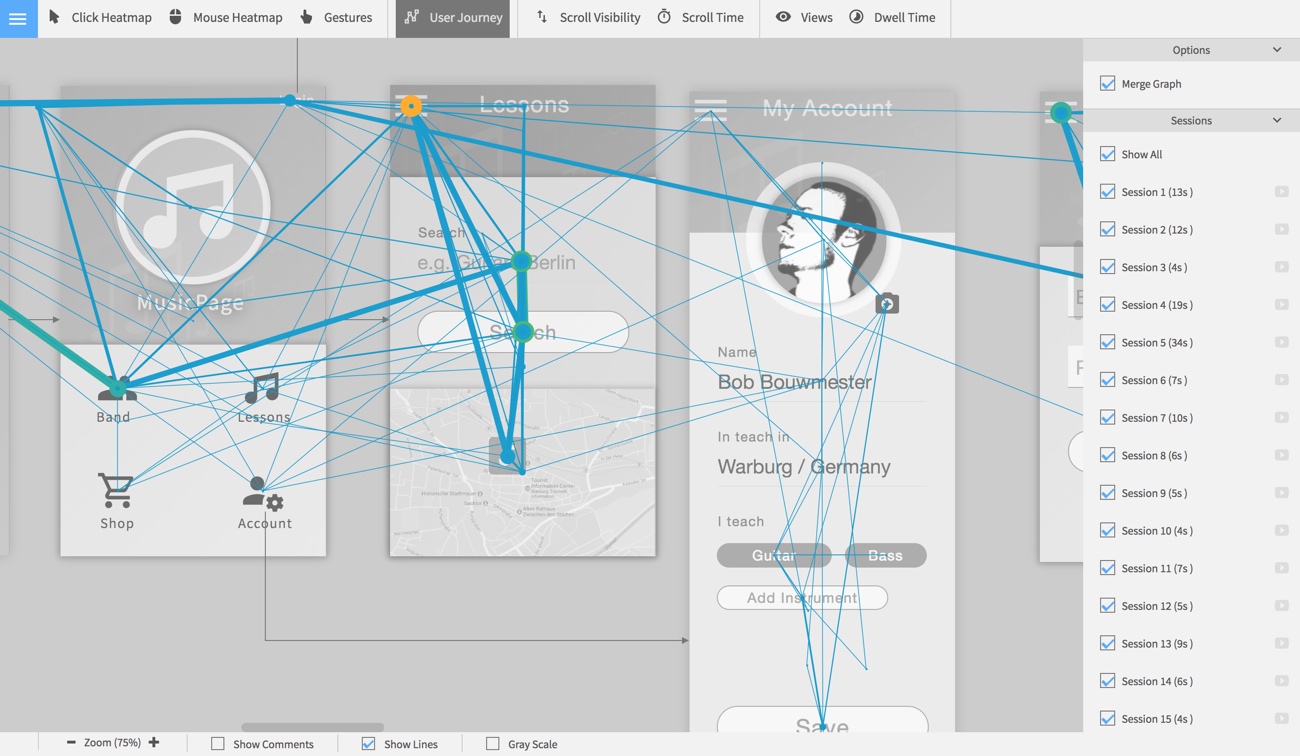 Click Heatmap Mouse Heatmap Gestures User Journey Scroll Visibility Scroll Time Views Dwell Time
Options
Merge Graph
Sessions
Show All
Session 1 (13s )
Session 2 (12s )
Session 3 (4s )
Session 4 (19s )
Session 5 (34s )
Session 6 (7s )
Session 7 (10s )
Session 8 (6s )
Session 9 (5s )
Session 10 (4s )
Session 11 (7s )
Session 12 (5s )
Session 13 (9s )
Session 14 (6s )
Session 15 (4s )
MusicPage
Band
Lessons
Shop
Account
Lessons
Search
e.g. Guitar Berlin
Search
My Account
Name
Bob Bouwmester
In teach in
Warburg / Germany
I teach
Guitar Bass
Add Instrument
Save
Zoom (75%) Show Comments Show Lines Gray Scale